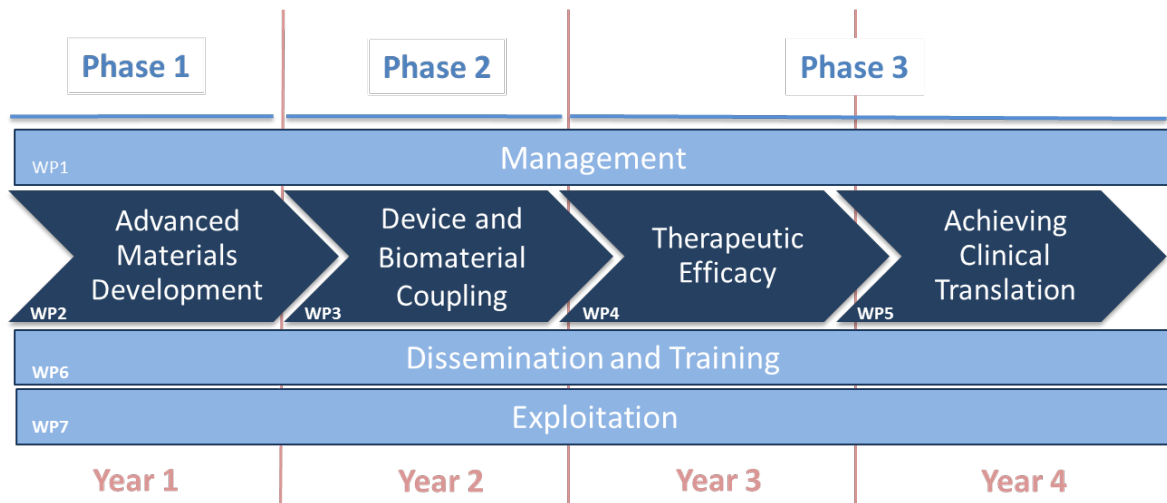 Phase 1
Phase 2
Phase 3
WP1
Management
Advanced
Materials
Development
WP2
Device and
Biomaterial
Coupling
WP3
Therapeutic
Efficacy
WP4
Achieving
Clinical
Translation
WP5
WP6
Dissemination and Training
WP7
Exploitation
Year 1
Year 2
Year 3
Year 4